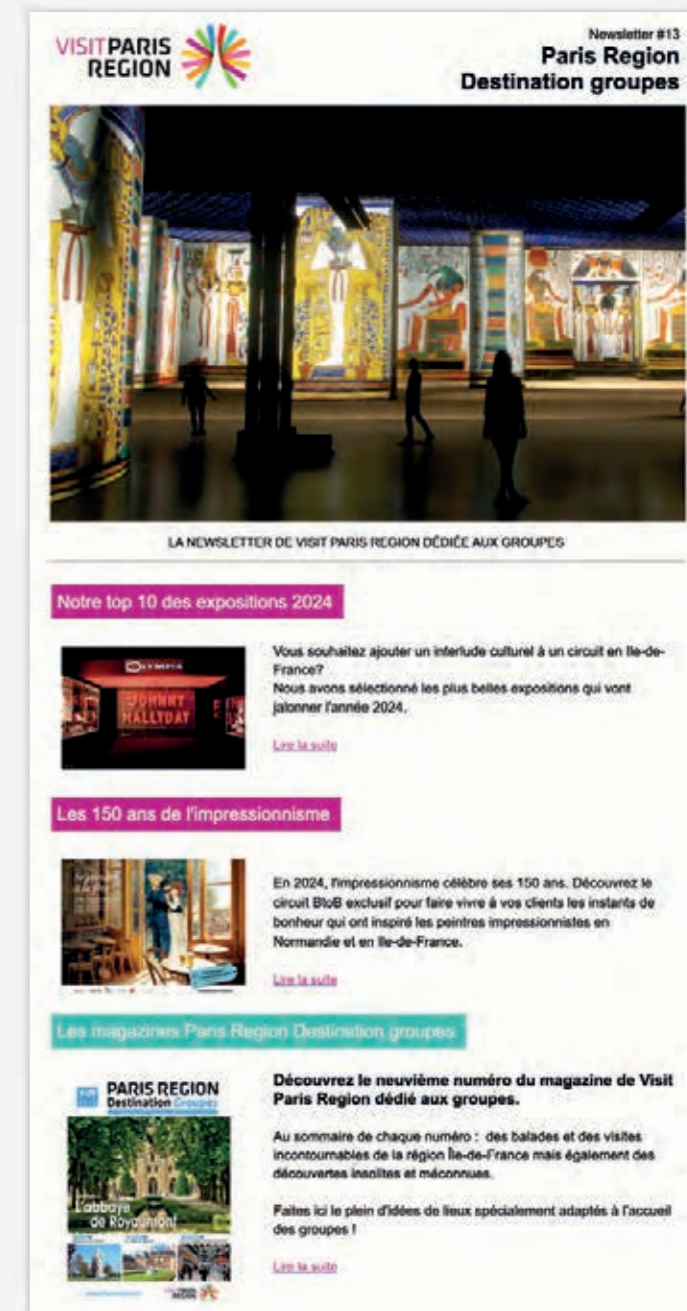 VISIT PARIS
REGION
Newsletter #13
Paris Region
Destination groupes
LA NEWSLETTER DE VISIT PARIS REGION DÉDIÉE AUX GROUPES
Notre top 10 des expositions 2024
OLYMPIA
JOHNNY
HALLYDAY
Vous souhaitez ajouter un interlude culturel à un circuit en Ile-de-
France?
Nous avons sélectionné les plus belles expositions qui vont
jalonner l'année 2024.
Lire la suite
Les 150 ans de l'impressionnisme
En 2024, l'impressionnisme célèbre ses 150 ans. Découvrez le
circuit BtoB exclusif pour faire vivre à vos clients les instants de
bonheur qui ont inspiré les peintres impressionnistes en
Normandie et en Ile-de-France.
Lire la suite
Les magazines Paris Region Destination groupes
PARIS REGION
Destination Groupes
L'abbaye
de Royaumont
VISIT PARIS
REGION
Découvrez le neuvième numéro du magazine de Visit
Paris Region dédié aux groupes.
Au sommaire de chaque numéro : des balades et des visites
incontournables de la région Île-de-France mais également des
découvertes insolites et méconnues.
Faites ici le plein d'idées de lieux spécialement adaptés à l'accueil
des groupes !
Lire la suite